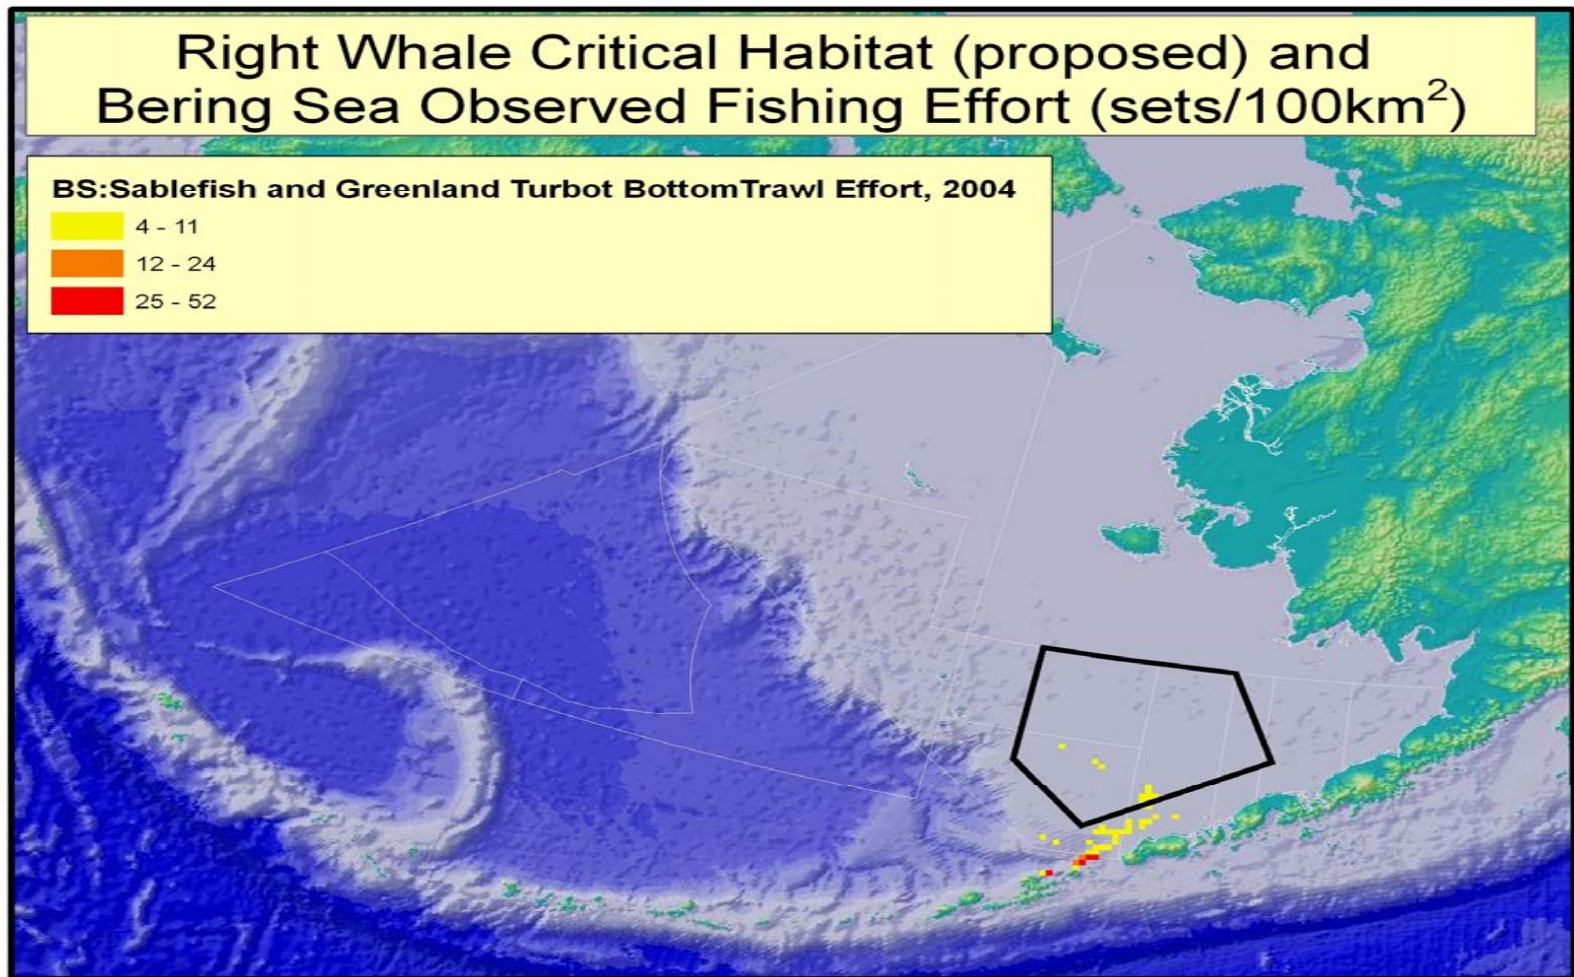 Right Whale Critical Habitat (proposed) and
Bering Sea Observed Fishing Effort (sets/100km²)
BS:Sablefish and Greenland Turbot BottomTrawl Effort, 2004
4 - 11
12 - 24
25 - 52